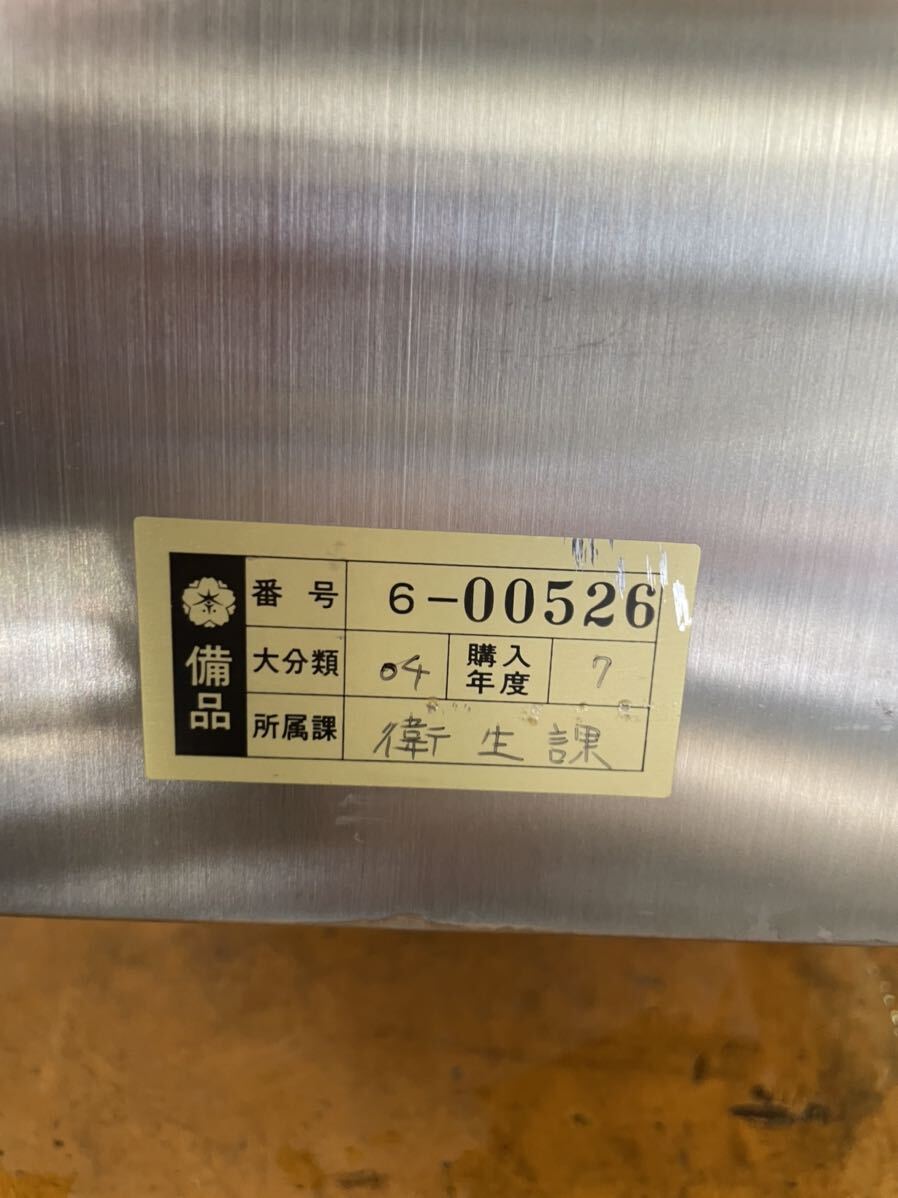 備品
番号 6-00526
大分類 04 購入年度 7
所属課 衛生課